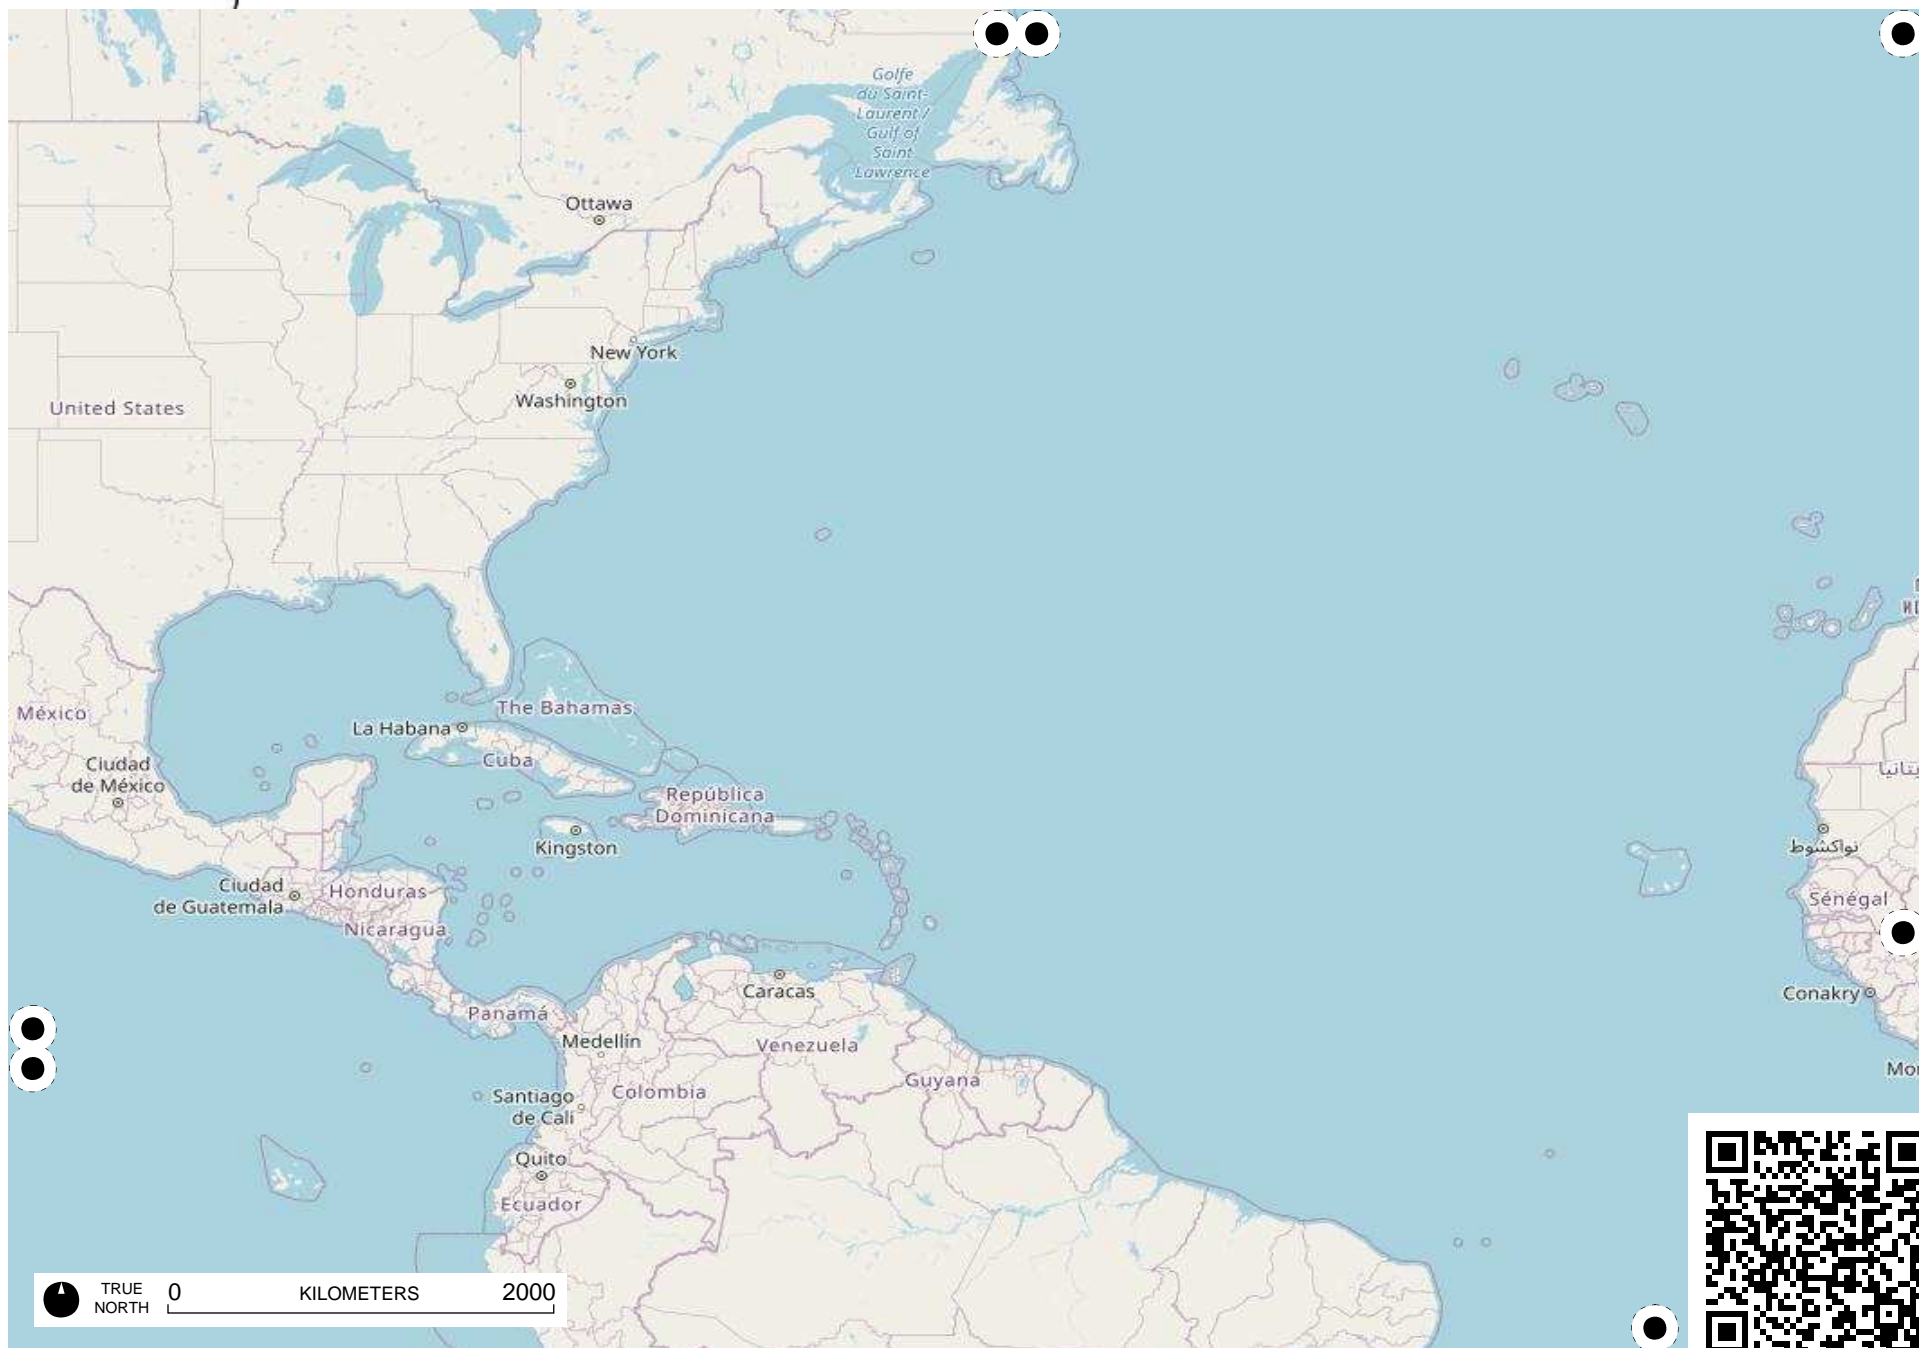 Golfe
du Saint-
Laurent /
Gulf of
Saint
Lawrence
Ottawa
New York
Washington
United States
México
Ciudad
de México
La Habana
The Bahamas
Cuba
República
Dominicana
Kingston
Ciudad
de Guatemala
Honduras
Nicaragua
Panamá
Medellín
Caracas
Venezuela
Guyana
Colombia
Santiago
de Cali
Quito
Ecuador
نواكشوط
Sénégal
Conakry
TRUE
NORTH
0 KILOMETERS 2000